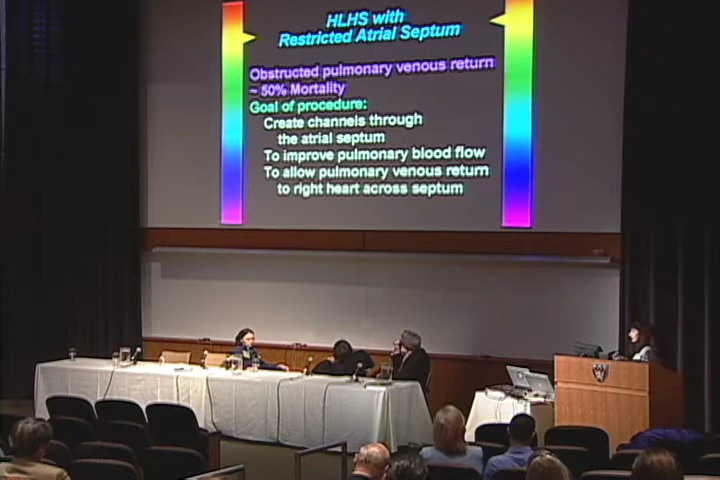 HLHS with
Restricted Atrial Septum
Obstructed pulmonary venous return
~ 50% Mortality
Goal of procedure:
Create channels through
the atrial septum
To improve pulmonary blood flow
To allow pulmonary venous return
to right heart across septum